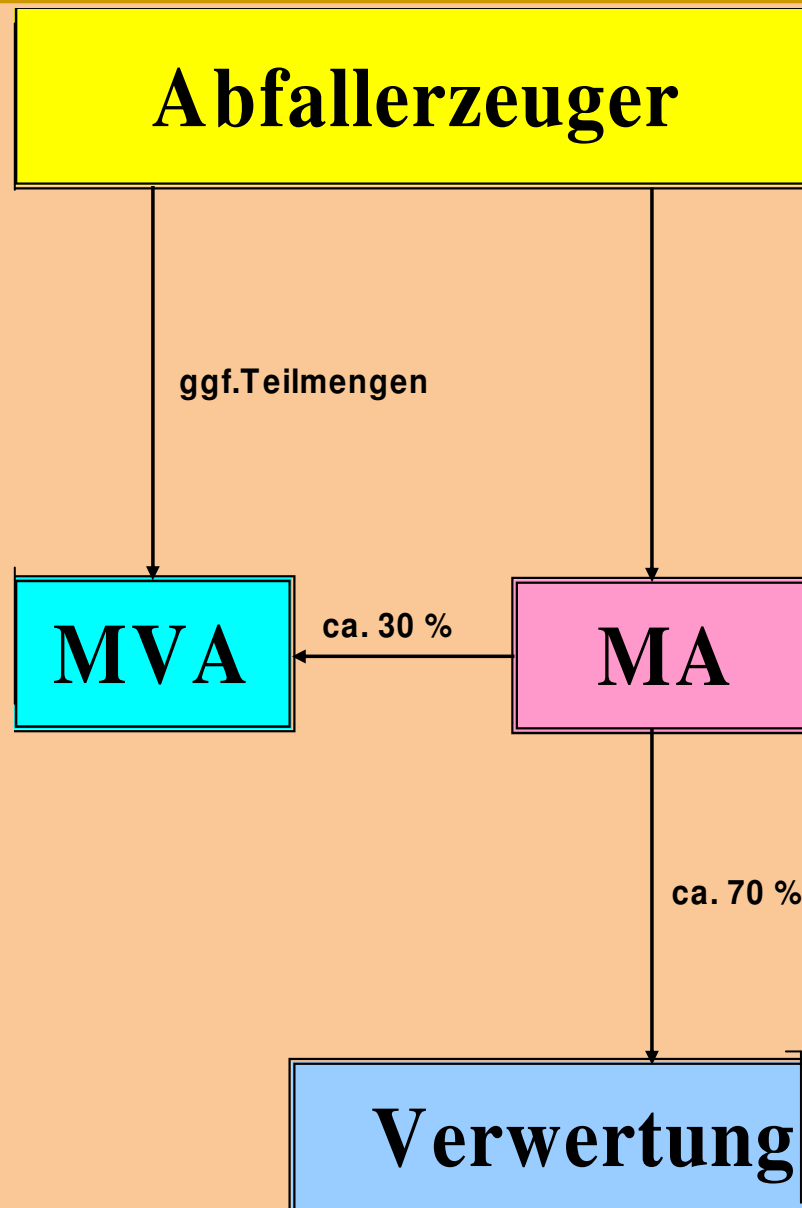 Abfallerzeuger
ggf.Teilmengen
MVA
ca. 30 %
MA
ca. 70 %
Verwertung